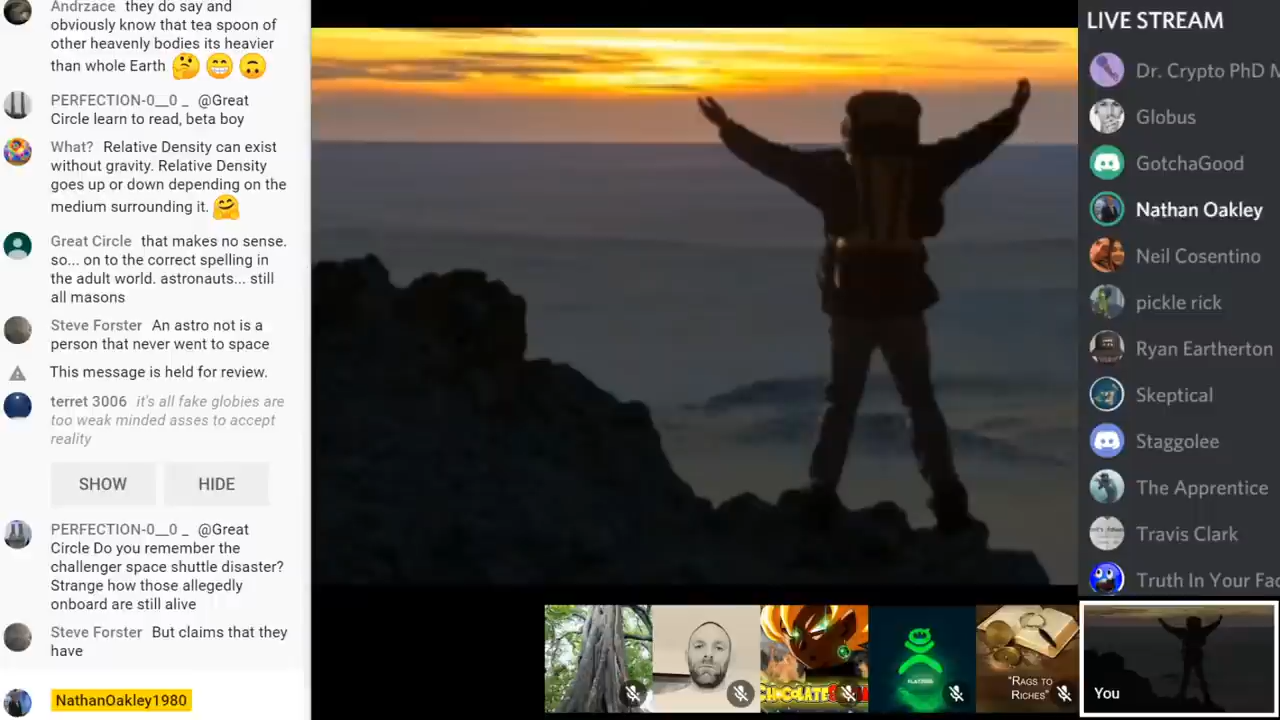 Andrzace they do say and
obviously know that tea spoon of
other heavenly bodies its heavier
than whole Earth
PERFECTION-0__0 _ @Great
Circle learn to read, beta boy
What? Relative Density can exist
without gravity. Relative Density
goes up or down depending on the
medium surrounding it.
Great Circle that makes no sense.
so... on to the correct spelling in
the adult world. astronauts... still
all masons
Steve Forster An astro not is a
person that never went to space
This message is held for review.
terret 3006 it's all fake globies are
too weak minded asses to accept
reality
SHOW HIDE
PERFECTION-0__0 _ @Great
Circle Do you remember the
challenger space shuttle disaster?
Strange how those allegedly
onboard are still alive
Steve Forster But claims that they
have
NathanOakley1980
"RAGS TO
RICHES"
You
LIVE STREAM
Dr. Crypto PhD M
Globus
GotchaGood
Nathan Oakley
Neil Cosentino
pickle rick
Ryan Eartherton
Skeptical
Staggolee
The Apprentice
Travis Clark
Truth In Your Fac